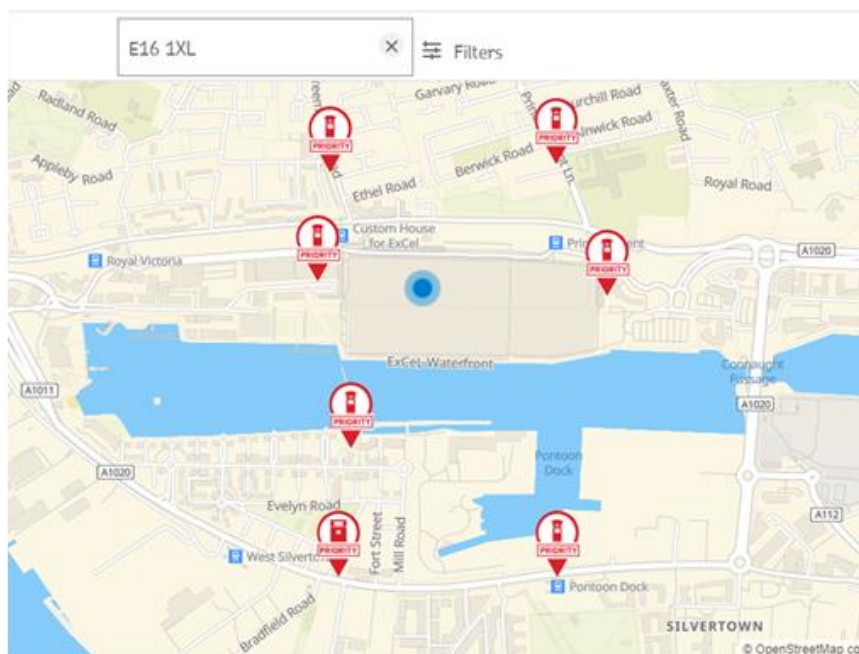 E16 1XL
Filters
Garvary Road
Radland Road
Berwick Road
Appleby Road
Ethel Road
Royal Road
PRIORITY
PRIORITY
Custom House
for ExCel
Royal Victoria
A1020
PRIORITY
PRIORITY
ExCeL Waterfront
Connaught
Passage
A1011
A1020
PRIORITY
Pontoon
Dock
A1020
Evelyn Road
A112
Fort Street
Mill Road
PRIORITY
PRIORITY
West Silvertown
Pontoon Dock
Bradfield Road
SILVERTOWN
© OpenStreetMap co